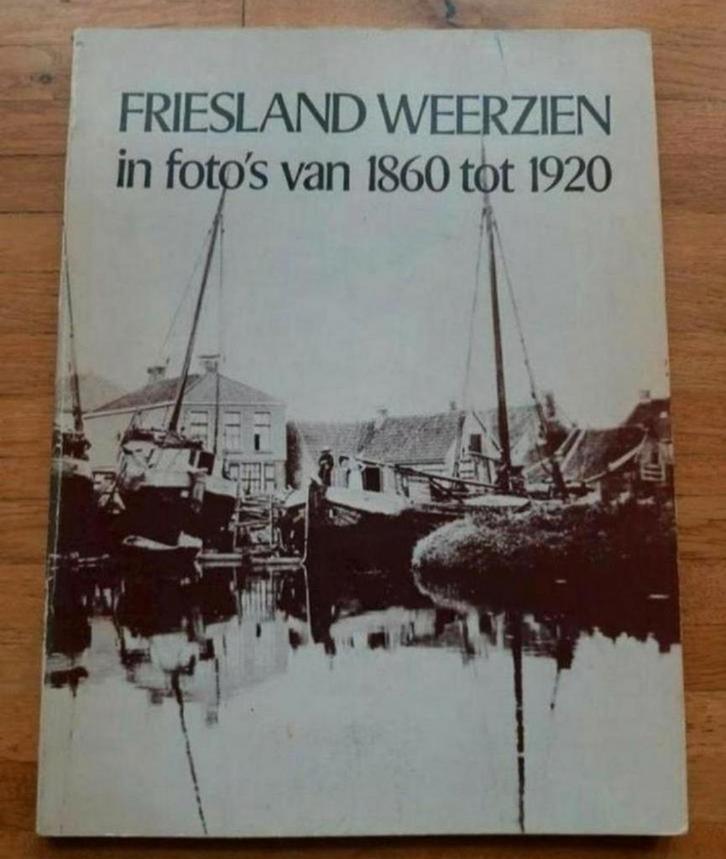 FRIESLAND WEERZIEN
in foto's van 1860 tot 1920